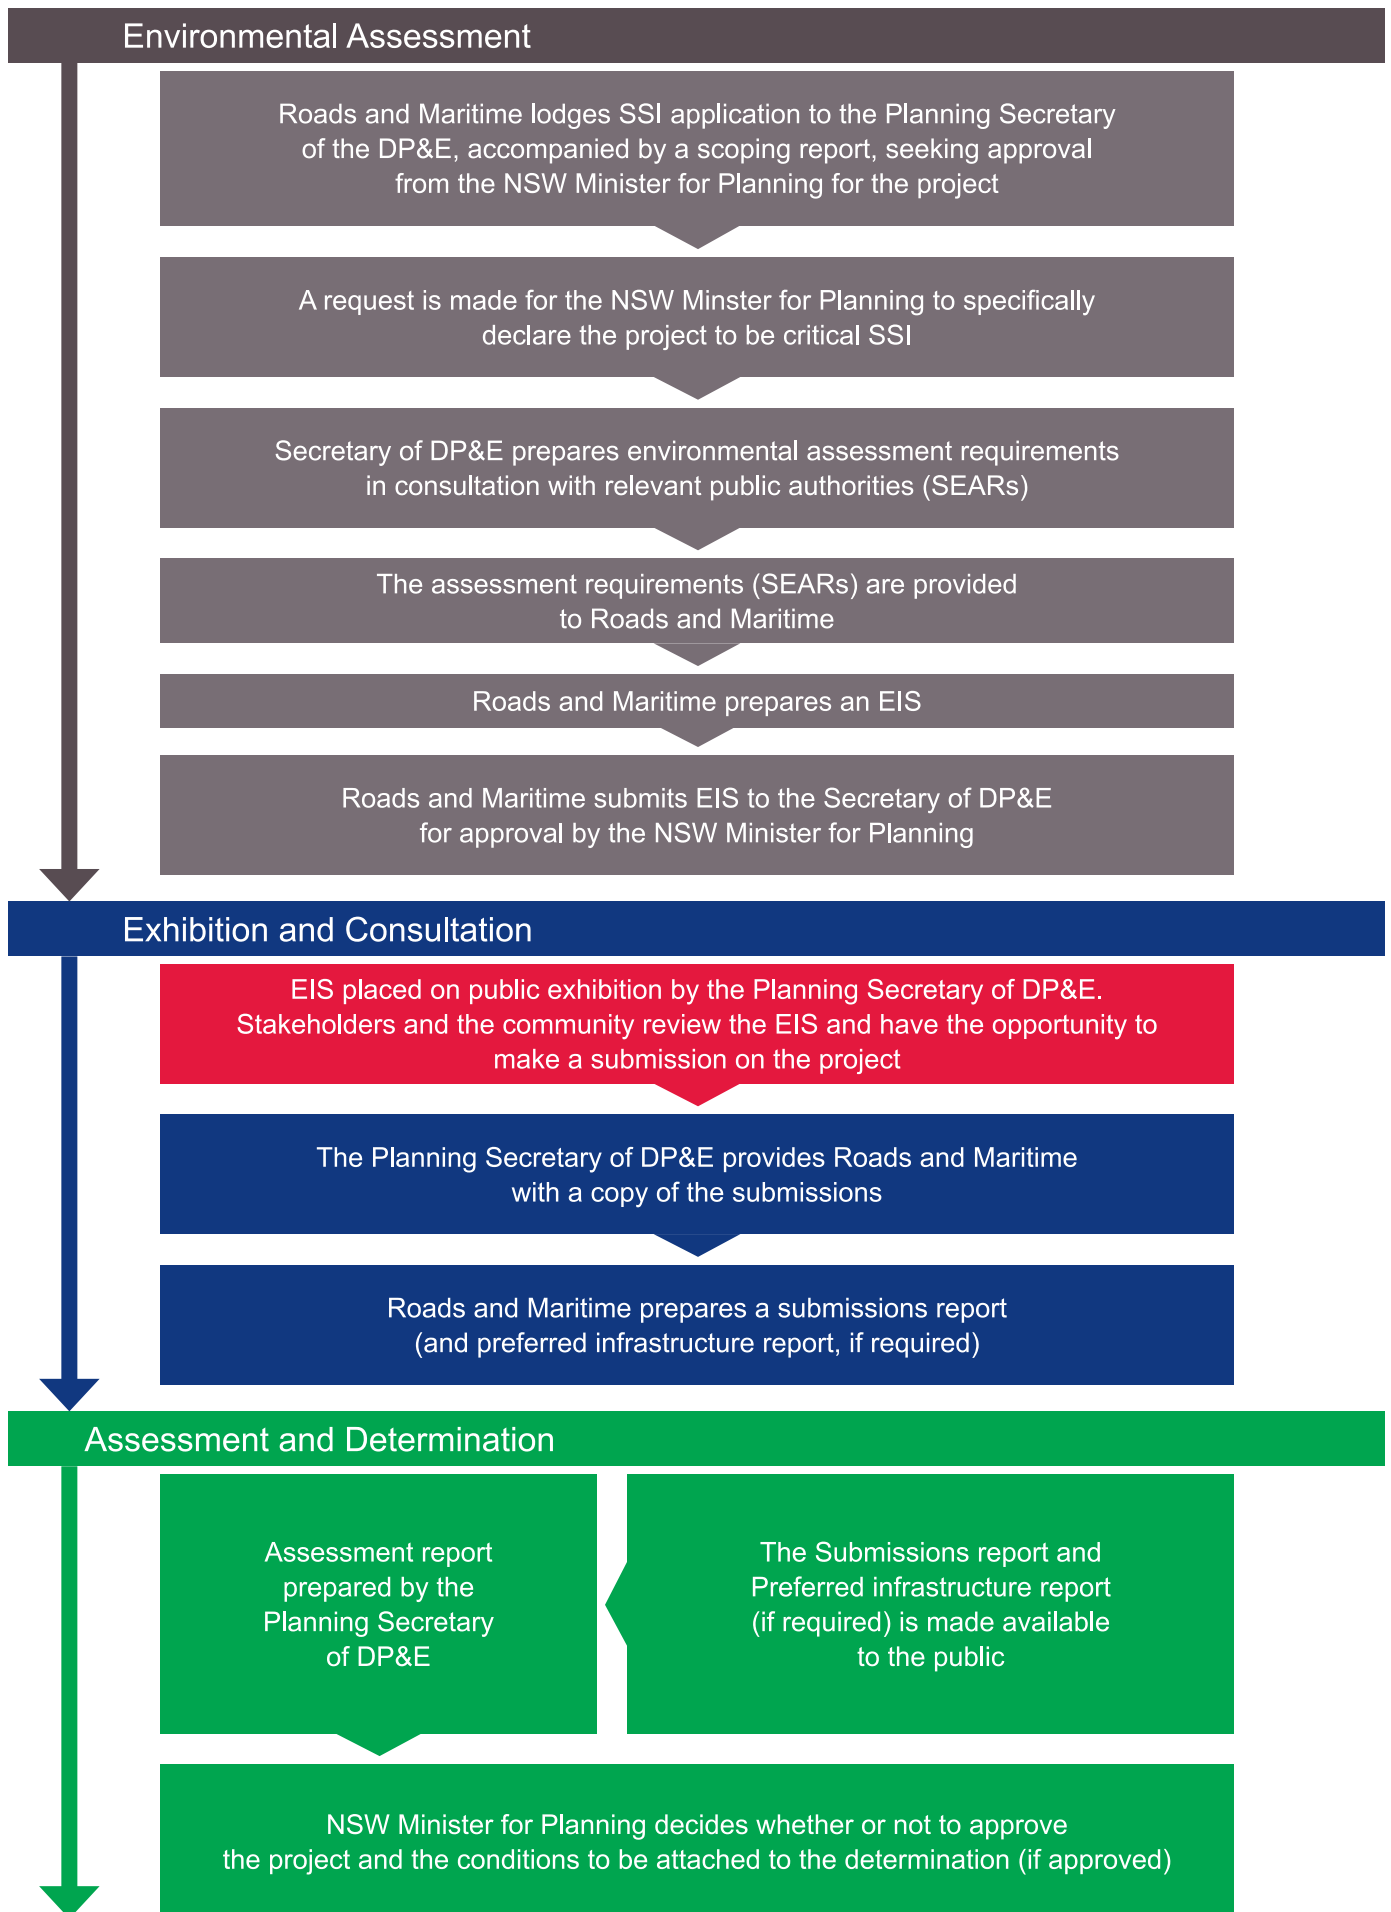 Environmental Assessment
Roads and Maritime lodges SSI application to the Planning Secretary
of the DP&E, accompanied by a scoping report, seeking approval
from the NSW Minister for Planning for the project
A request is made for the NSW Minster for Planning to specifically
declare the project to be critical SSI
Secretary of DP&E prepares environmental assessment requirements
in consultation with relevant public authorities (SEARs)
The assessment requirements (SEARs) are provided
to Roads and Maritime
Roads and Maritime prepares an EIS
Roads and Maritime submits EIS to the Secretary of DP&E
for approval by the NSW Minister for Planning
Exhibition and Consultation
EIS placed on public exhibition by the Planning Secretary of DP&E.
Stakeholders and the community review the EIS and have the opportunity to
make a submission on the project
The Planning Secretary of DP&E provides Roads and Maritime
with a copy of the submissions
Roads and Maritime prepares a submissions report
(and preferred infrastructure report, if required)
Assessment and Determination
Assessment report
prepared by the
Planning Secretary
of DP&E
The Submissions report and
Preferred infrastructure report
(if required) is made available
to the public
NSW Minister for Planning decides whether or not to approve
the project and the conditions to be attached to the determination (if approved)